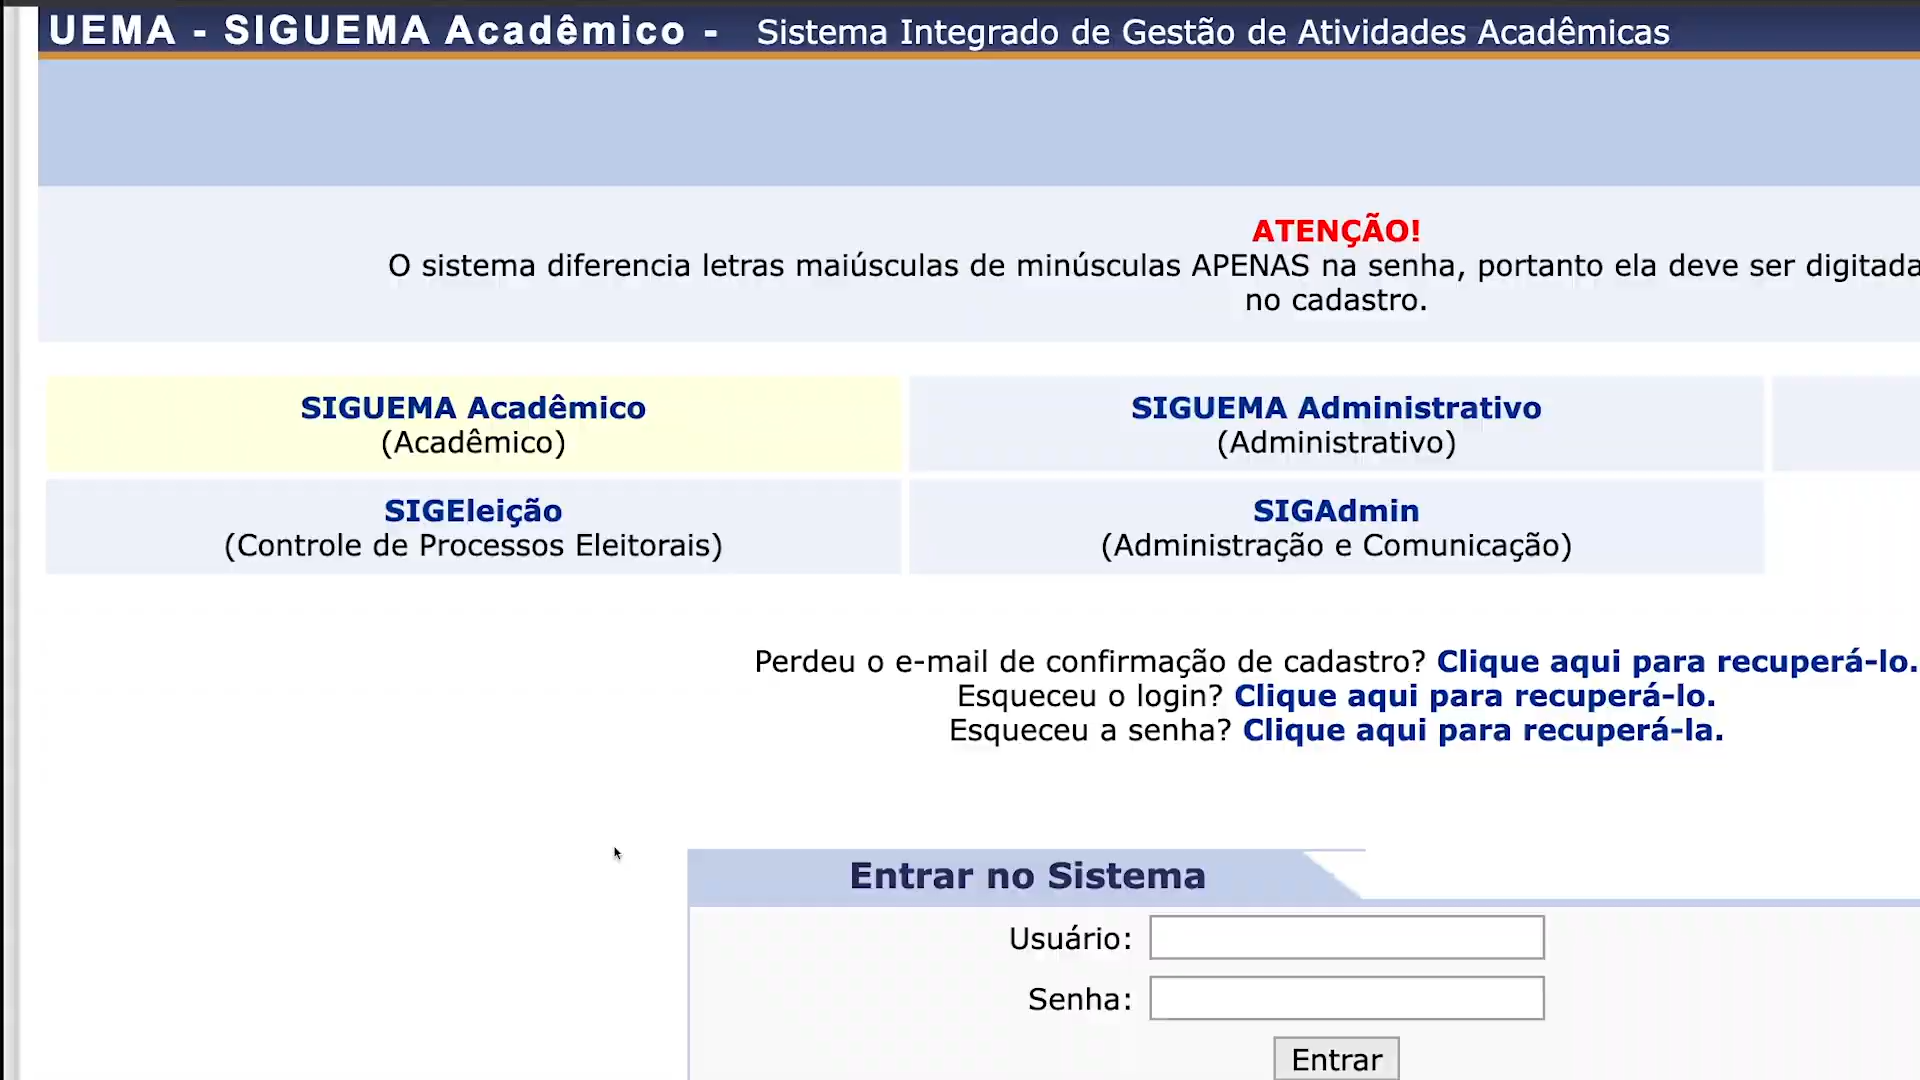 UEMA - SIGUEMA Acadêmico - Sistema Integrado de Gestão de Atividades Acadêmicas
ATENÇÃO!
O sistema diferencia letras maiúsculas de minúsculas APENAS na senha, portanto ela deve ser digitada
no cadastro.
SIGUEMA Acadêmico
(Acadêmico)
SIGUEMA Administrativo
(Administrativo)
SIGEleição
(Controle de Processos Eleitorais)
SIGAdmin
(Administração e Comunicação)
Perdeu o e-mail de confirmação de cadastro? Clique aqui para recuperá-lo.
Esqueceu o login? Clique aqui para recuperá-lo.
Esqueceu a senha? Clique aqui para recuperá-la.
Entrar no Sistema
Usuário:
Senha:
Entrar